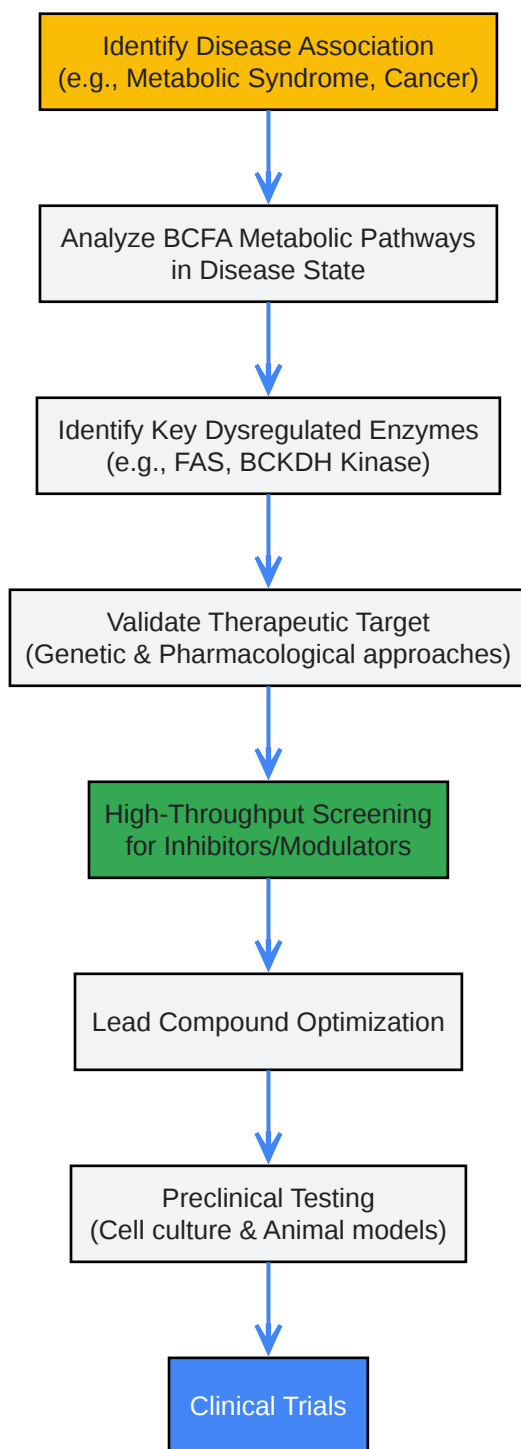 Identify Disease Association
(e.g., Metabolic Syndrome, Cancer)
Analyze BCFA Metabolic Pathways
in Disease State
Identify Key Dysregulated Enzymes
(e.g., FAS, BCKDH Kinase)
Validate Therapeutic Target
(Genetic & Pharmacological approaches)
High-Throughput Screening
for Inhibitors/Modulators
Lead Compound Optimization
Preclinical Testing
(Cell culture & Animal models)
Clinical Trials